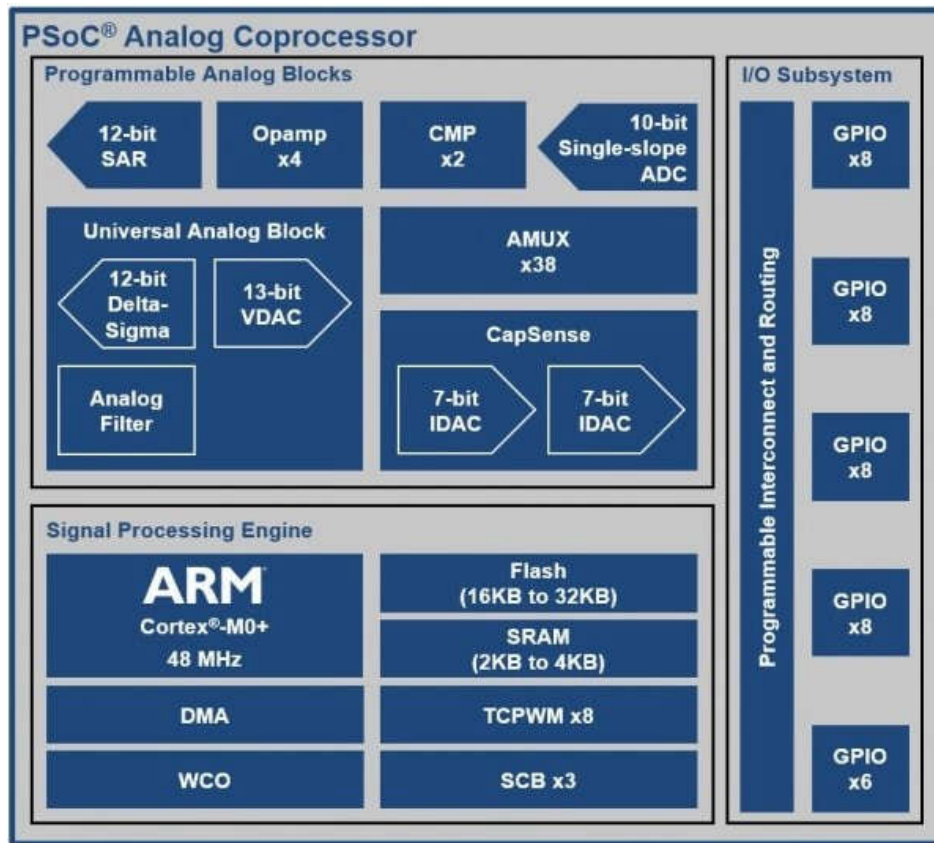 PSoC® Analog Coprocessor
Programmable Analog Blocks
12-bit
SAR
Opamp
x4
CMP
x2
10-bit
Single-slope
ADC
Universal Analog Block
12-bit
Delta-
Sigma
13-bit
VDAC
Analog
Filter
AMUX
x38
CapSense
7-bit
IDAC
7-bit
IDAC
Signal Processing Engine
ARM
Cortex®-M0+
48 MHz
Flash
(16KB to 32KB)
SRAM
(2KB to 4KB)
DMA
TCPWM x8
WCO
SCB x3
I/O Subsystem
Programmable Interconnect and Routing
GPIO
x8
GPIO
x8
GPIO
x8
GPIO
x8
GPIO
x6